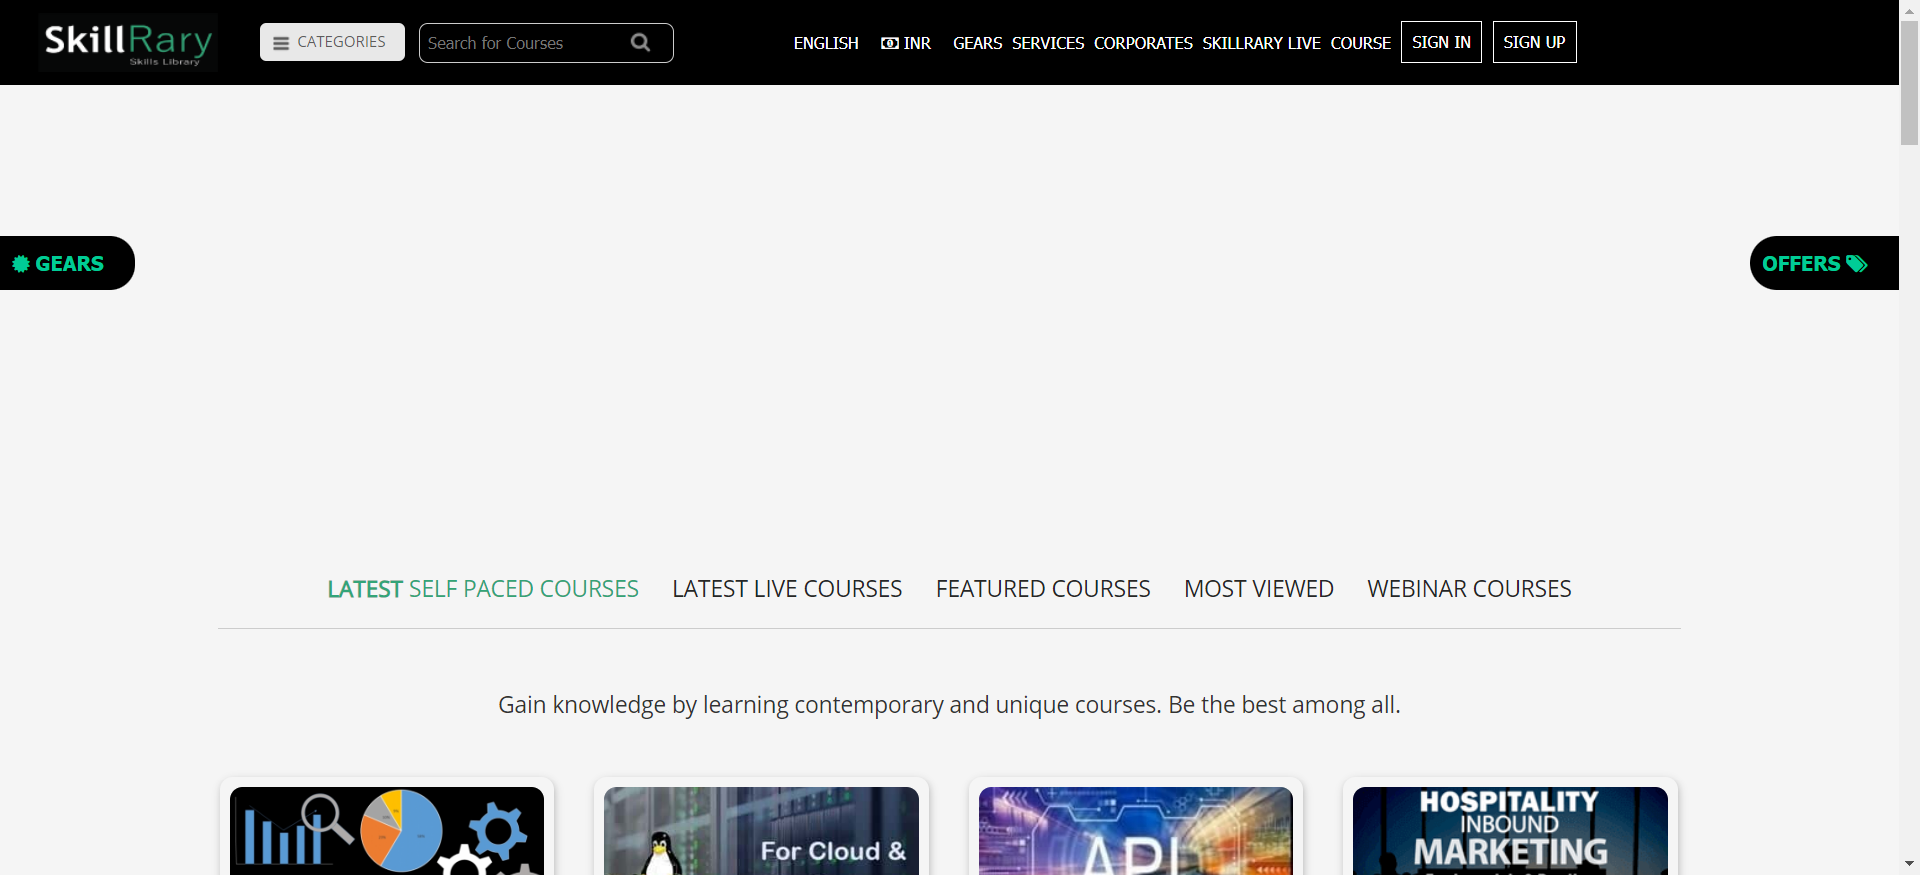 SkillRary
Skills Library
CATEGORIES
Search for Courses
ENGLISH INR GEARS SERVICES CORPORATES SKILLRARY LIVE COURSE SIGN IN SIGN UP
GEARS
OFFERS
LATEST SELF PACED COURSES LATEST LIVE COURSES FEATURED COURSES MOST VIEWED WEBINAR COURSES
Gain knowledge by learning contemporary and unique courses. Be the best among all.
For Cloud &
API
HOSPITALITY
INBOUND
MARKETING